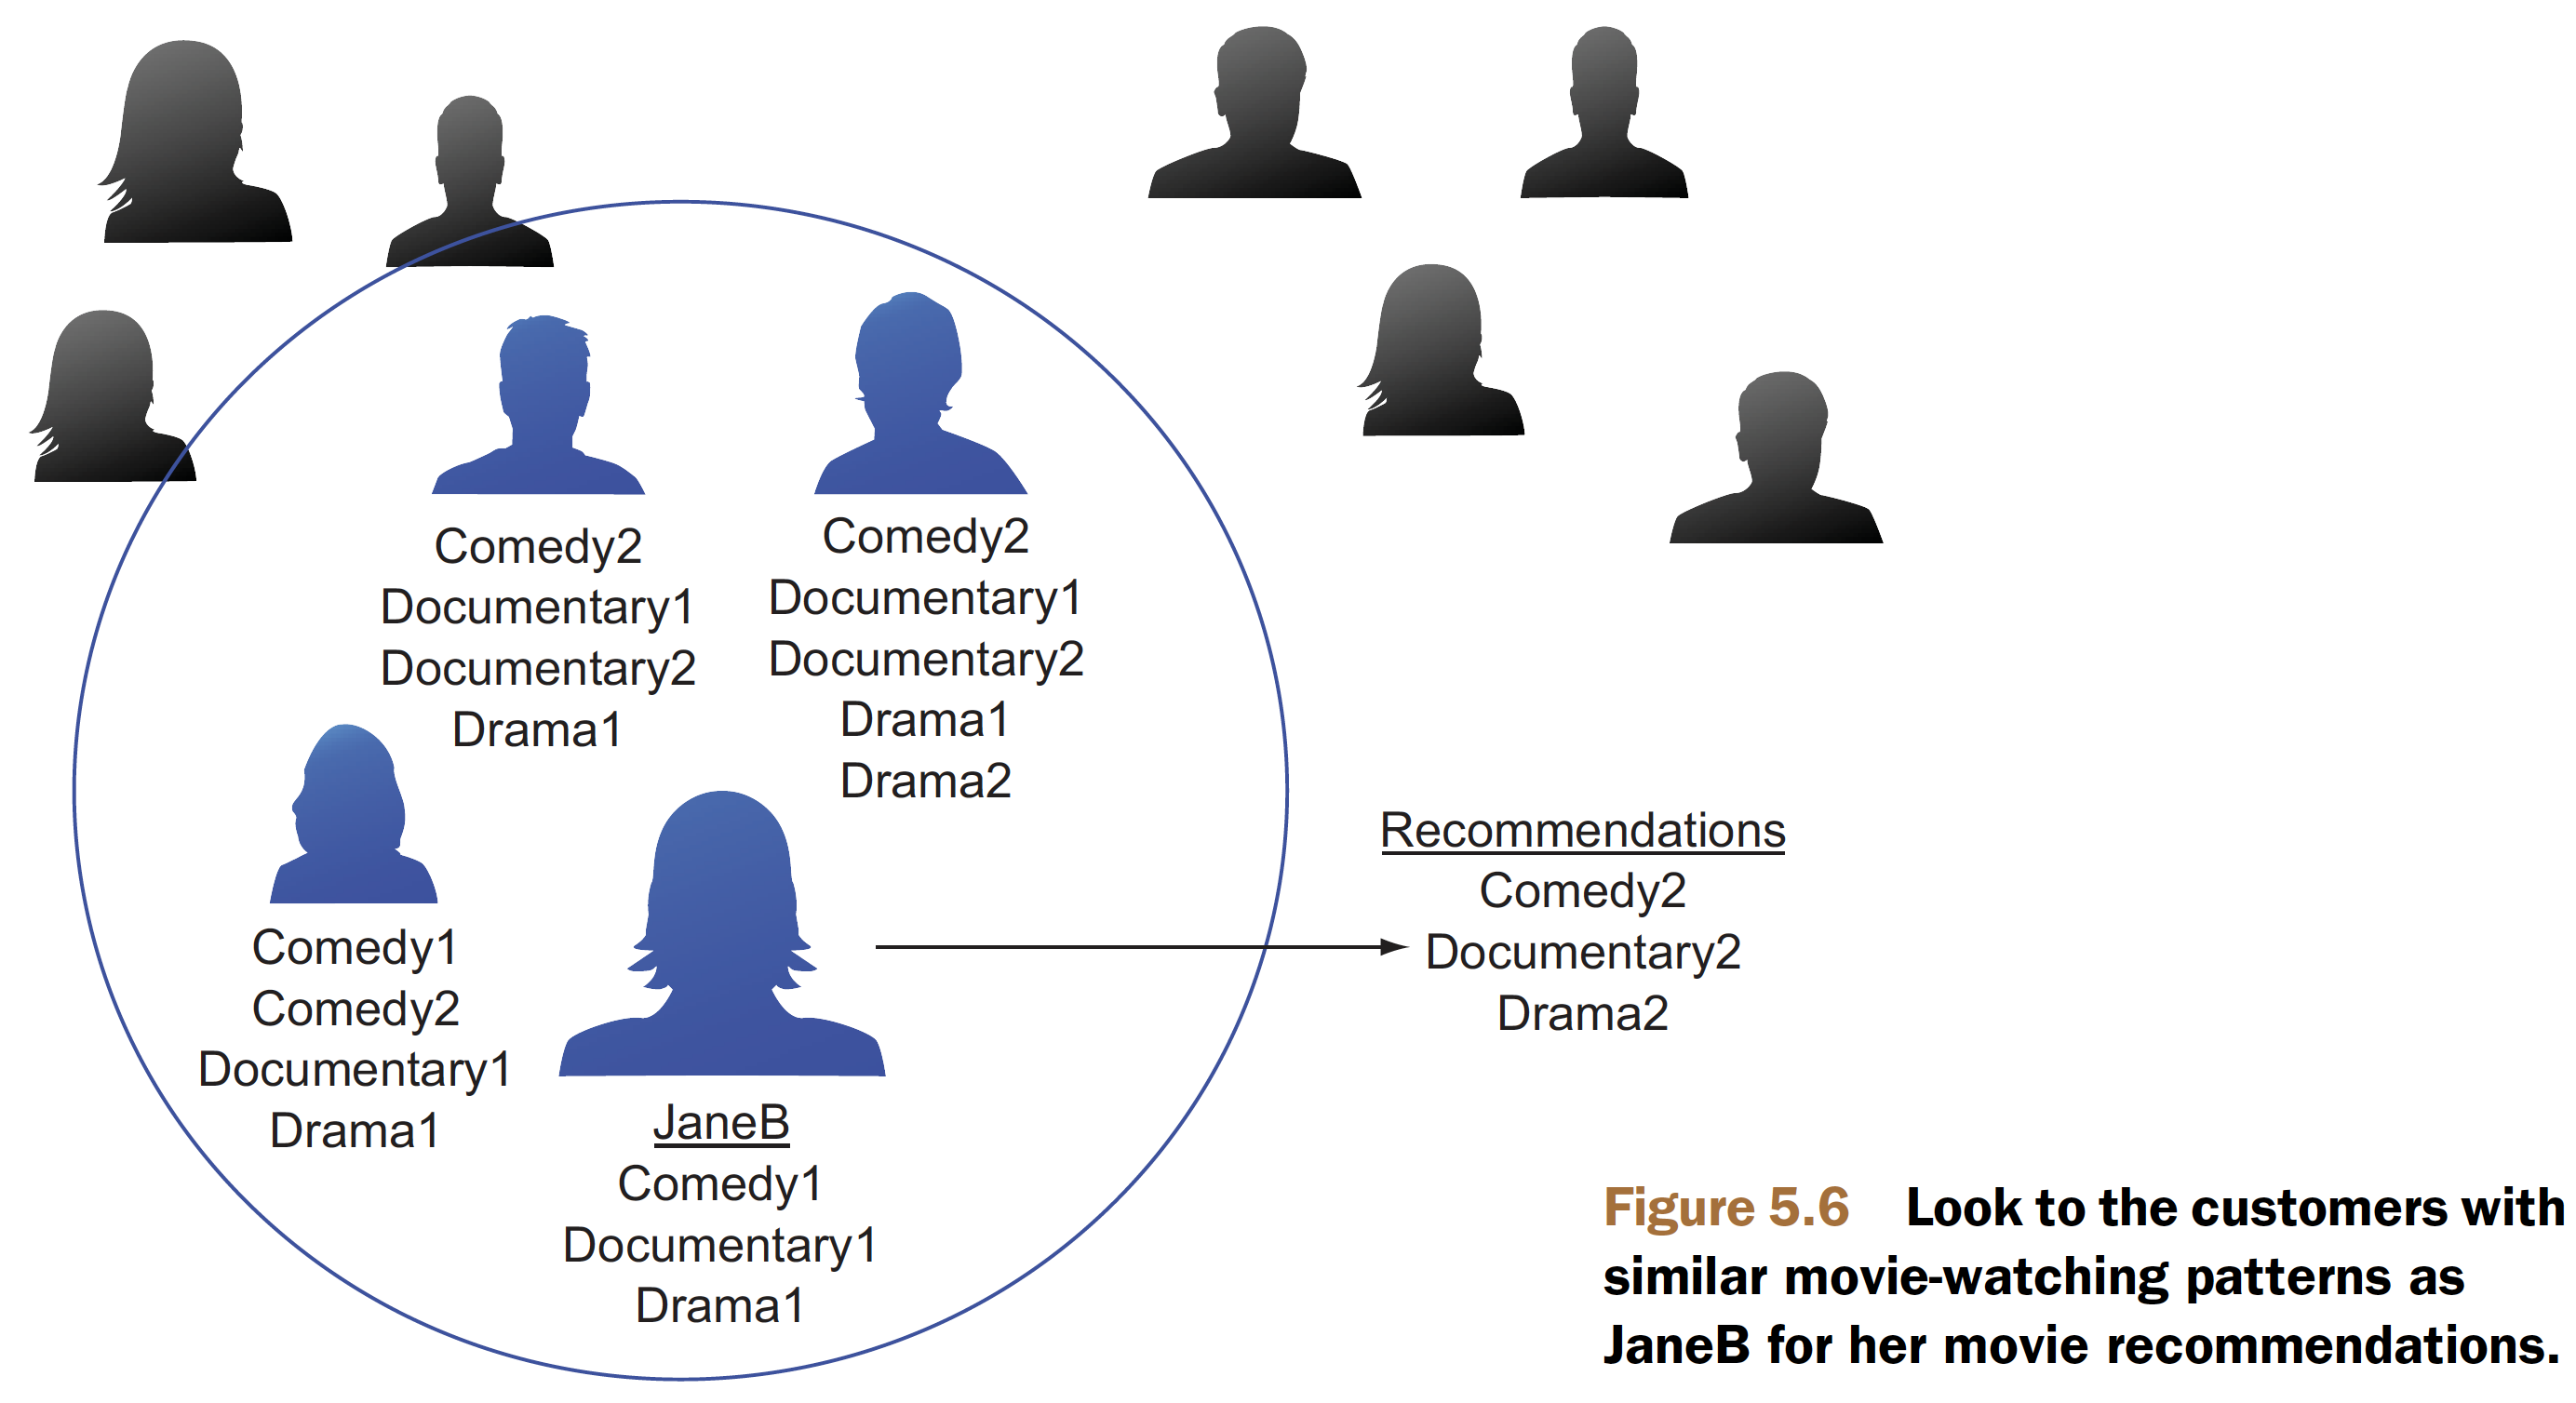 Comedy2
Documentary1
Documentary2
Drama1
Comedy2
Documentary1
Documentary2
Drama1
Drama2
Comedy1
Comedy2
Documentary1
Drama1
JaneB
Comedy1
Documentary1
Drama1
Recommendations
Comedy2
Documentary2
Drama2
Figure 5.6 Look to the customers with
similar movie-watching patterns as
JaneB for her movie recommendations.